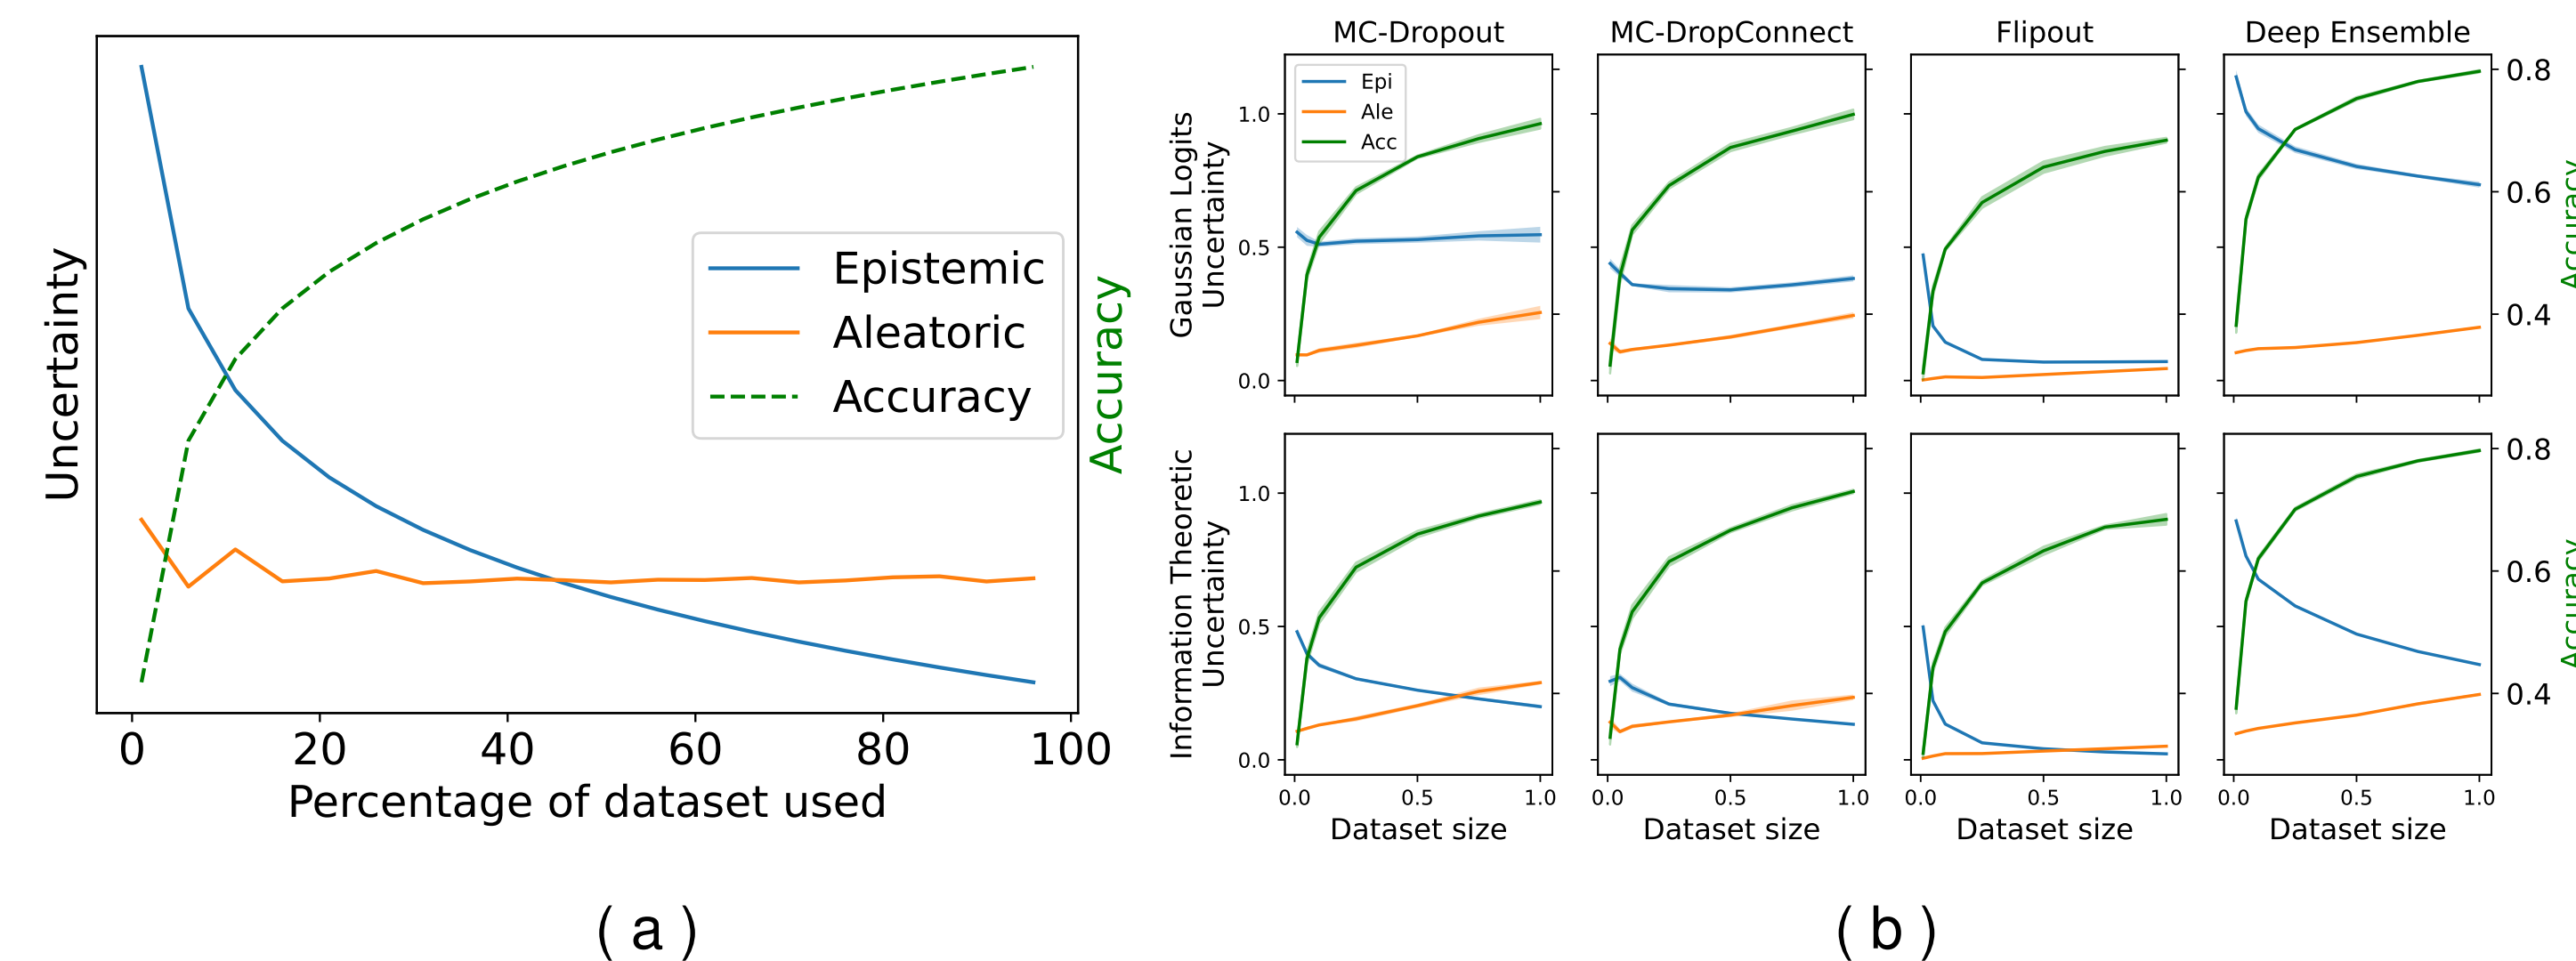 Uncertainty
Epistemic
Aleatoric
Accuracy
Accuracy
0 20 40 60 80 100
Percentage of dataset used
( a )
MC-Dropout MC-DropConnect Flipout Deep Ensemble
Gaussian Logits
Uncertainty
1.0
0.5
0.0
Epi
Ale
Acc
0.8
0.6
0.4
Accuracy
Information Theoretic
Uncertainty
1.0
0.5
0.0
0.8
0.6
0.4
Accuracy
0.0 0.5 1.0 0.0 0.5 1.0 0.0 0.5 1.0 0.0 0.5 1.0
Dataset size Dataset size Dataset size Dataset size
( b )